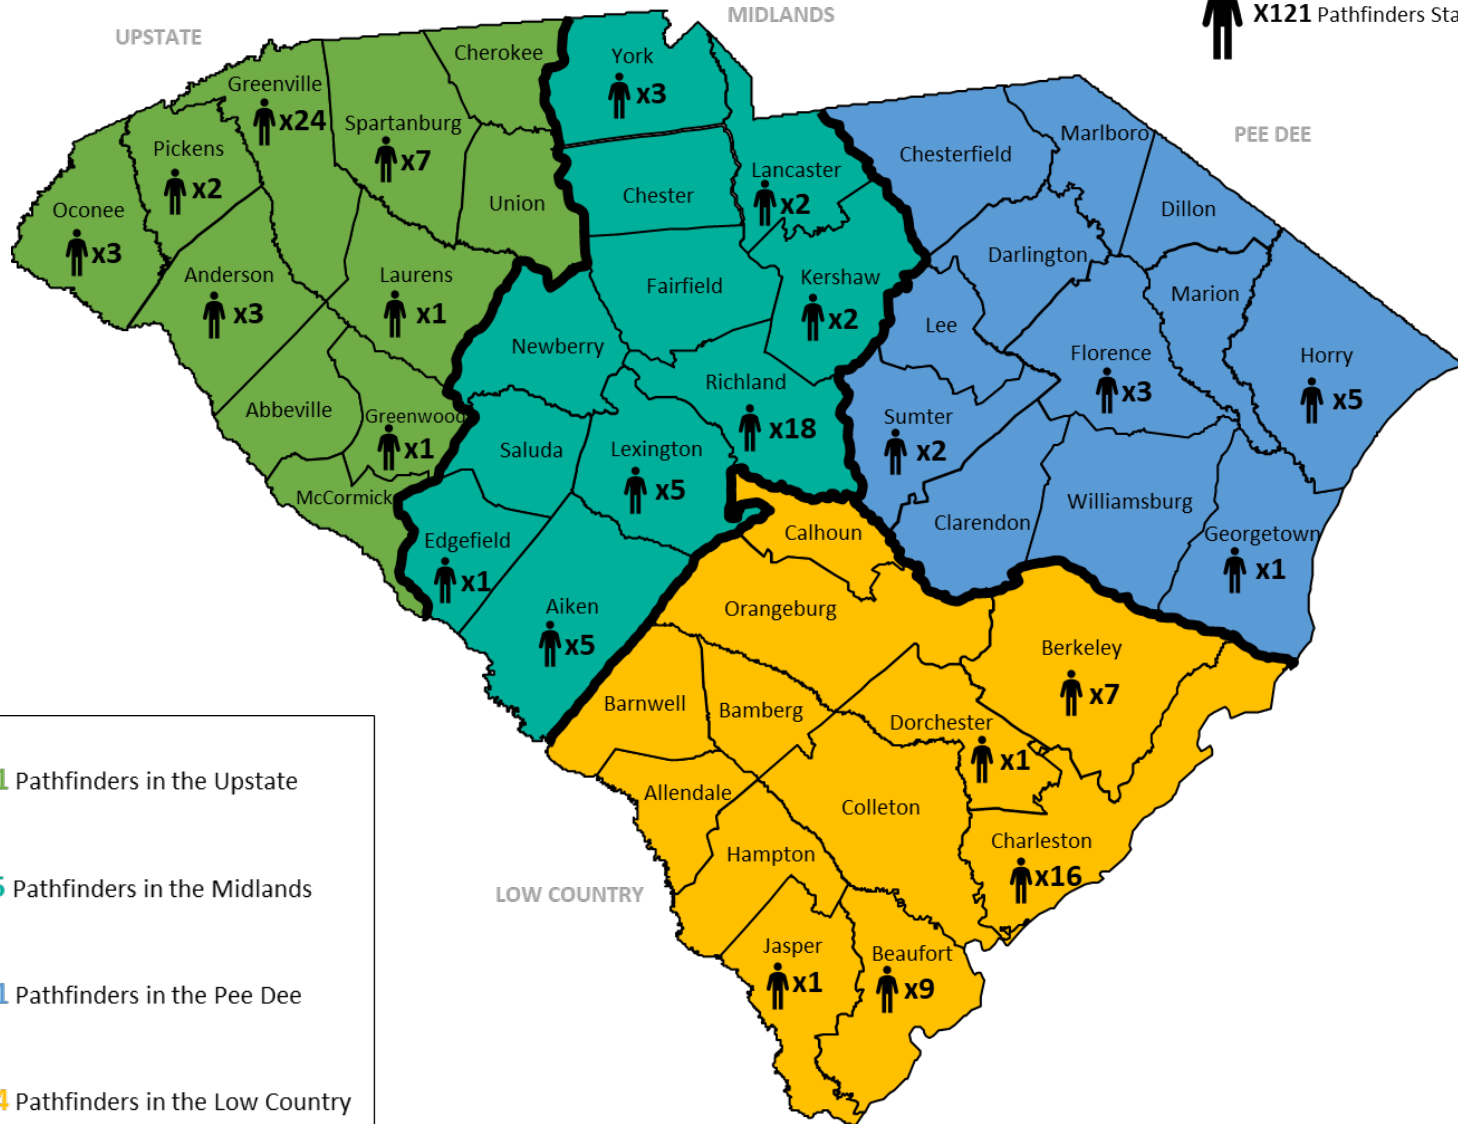 MIDLANDS
X121 Pathfinders Sta
UPSTATE
PEE DEE
LOW COUNTRY
Cherokee
Greenville
x24
Spartanburg
x7
Pickens
x2
Union
Oconee
x3
Anderson
x3
Laurens
x1
Abbeville
Greenwood
x1
McCormick
York
x3
Chester
Lancaster
x2
Fairfield
Kershaw
x2
Newberry
Richland
x18
Saluda
Lexington
x5
Edgefield
x1
Aiken
x5
Chesterfield
Marlboro
Dillon
Darlington
Marion
Lee
Florence
x3
Horry
x5
Sumter
x2
Clarendon
Williamsburg
Georgetown
x1
Calhoun
Orangeburg
Berkeley
x7
Barnwell
Bamberg
Dorchester
x1
Allendale
Colleton
Hampton
Charleston
x16
Jasper
x1
Beaufort
x9
1 Pathfinders in the Upstate
5 Pathfinders in the Midlands
1 Pathfinders in the Pee Dee
4 Pathfinders in the Low Country